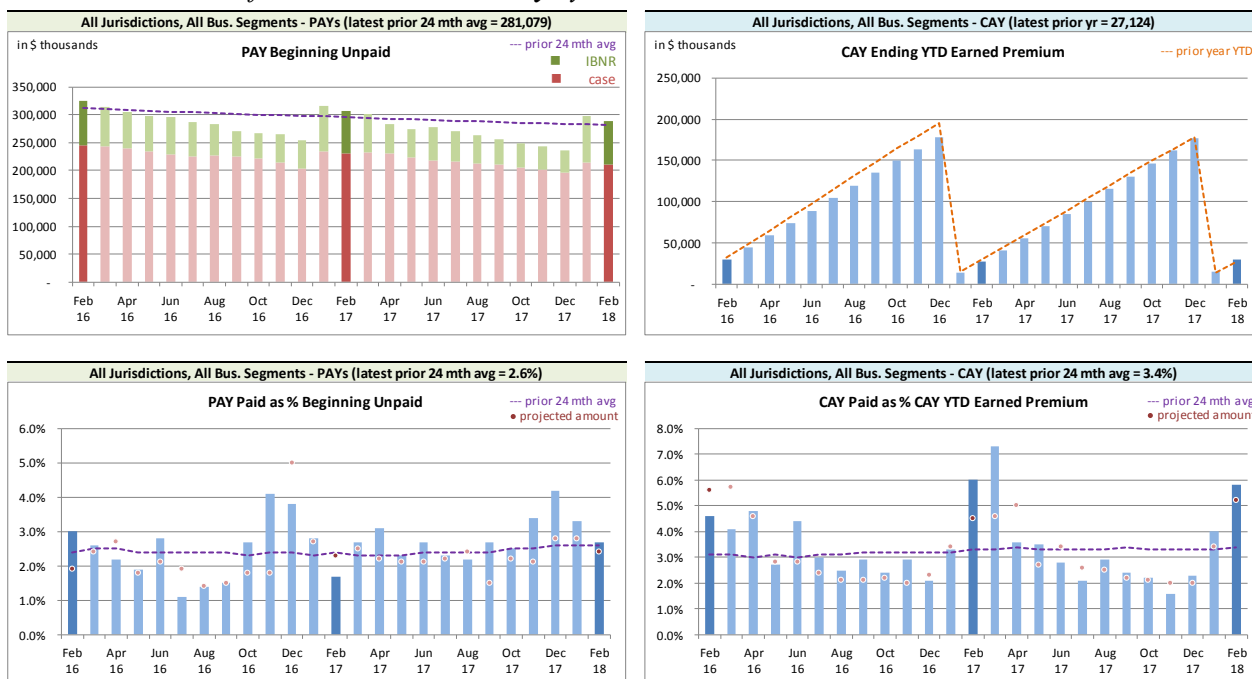 All Jurisdictions, All Bus. Segments - PAYs (latest prior 24 mth avg = 281,079)
in $ thousands
PAY Beginning Unpaid
--- prior 24 mth avg
IBNR
case
350,000
300,000
250,000
200,000
150,000
100,000
50,000
-
Feb Apr Jun Aug Oct Dec Feb Apr Jun Aug Oct Dec Feb
16 16 16 16 16 16 17 17 17 17 17 17 18
All Jurisdictions, All Bus. Segments - CAY (latest prior yr = 27,124)
in $ thousands
CAY Ending YTD Earned Premium
--- prior year YTD
250,000
200,000
150,000
100,000
50,000
-
Feb Apr Jun Aug Oct Dec Feb Apr Jun Aug Oct Dec Feb
16 16 16 16 16 16 17 17 17 17 17 17 18
All Jurisdictions, All Bus. Segments - PAYs (latest prior 24 mth avg = 2.6%)
PAY Paid as % Beginning Unpaid
--- prior 24 mth avg
projected amount
6.0%
5.0%
4.0%
3.0%
2.0%
1.0%
0.0%
Feb Apr Jun Aug Oct Dec Feb Apr Jun Aug Oct Dec Feb
16 16 16 16 16 16 17 17 17 17 17 17 18
All Jurisdictions, All Bus. Segments - CAY (latest prior 24 mth avg = 3.4%)
CAY Paid as % CAY YTD Earned Premium
--- prior 24 mth avg
projected amount
8.0%
7.0%
6.0%
5.0%
4.0%
3.0%
2.0%
1.0%
0.0%
Feb Apr Jun Aug Oct Dec Feb Apr Jun Aug Oct Dec Feb
16 16 16 16 16 16 17 17 17 17 17 17 18